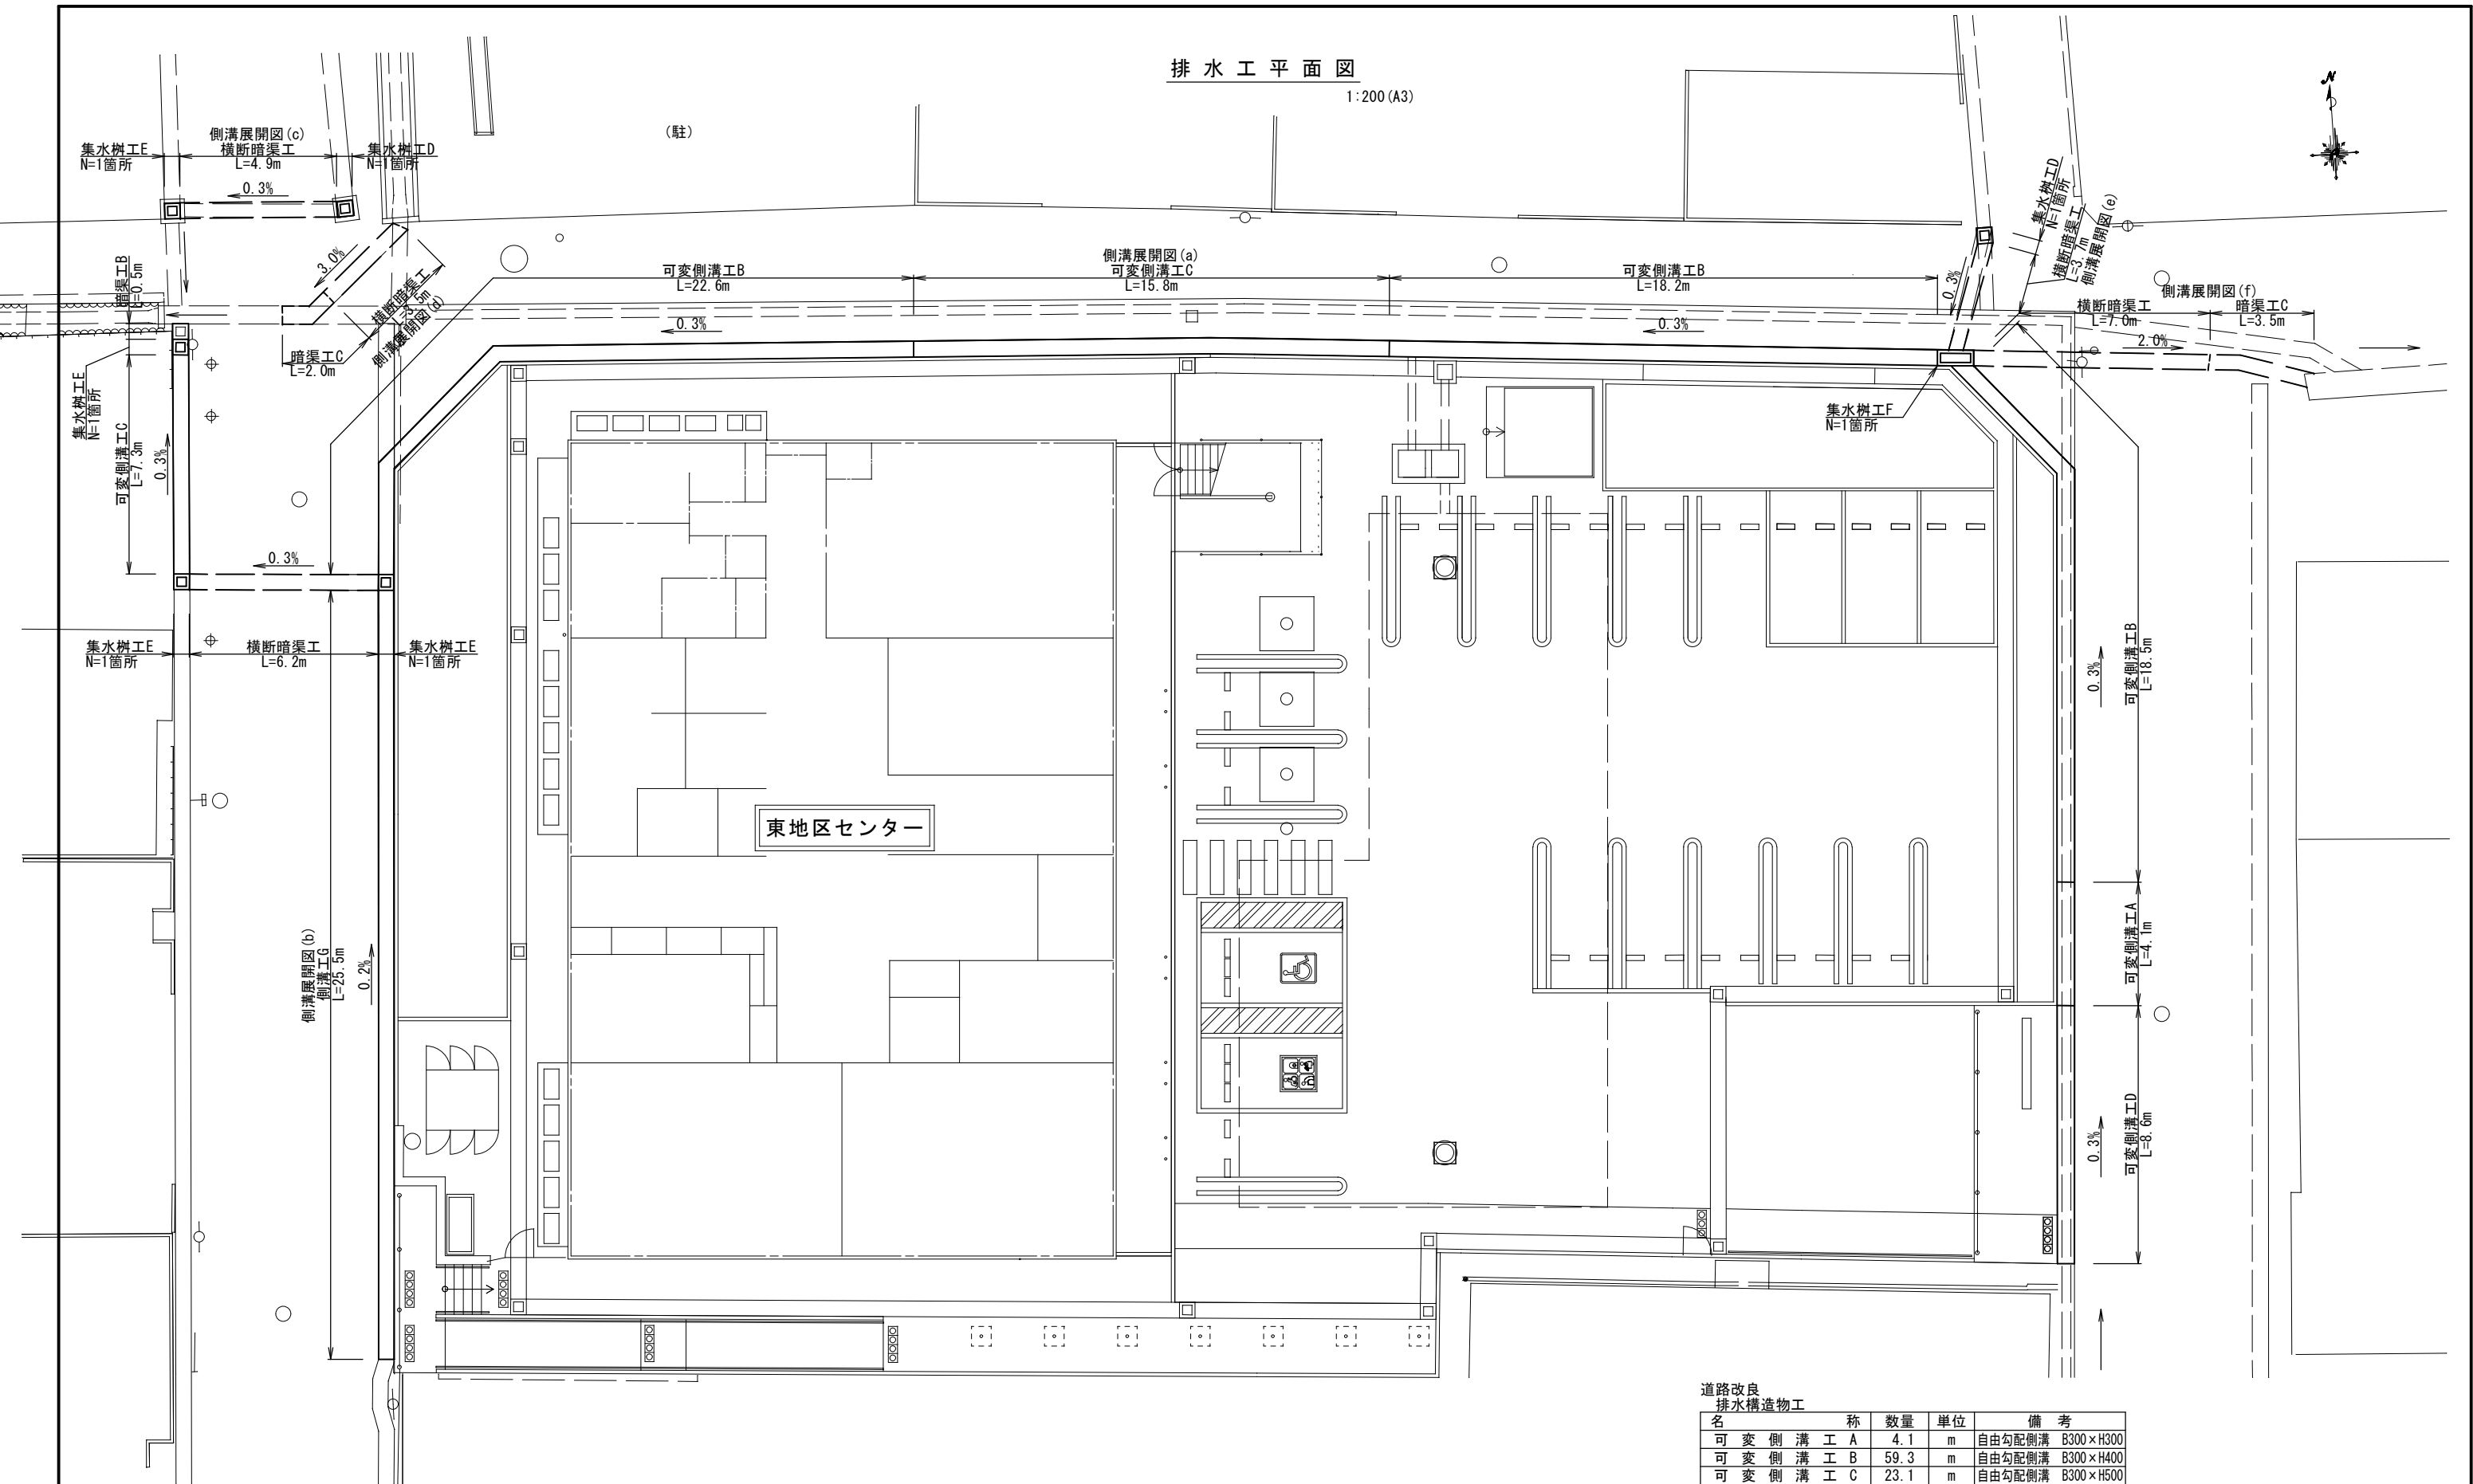 排水工平面図
1:200(A3)
N
(駐)
側溝展開図(c)
集水桝工E
N=1箇所
横断暗渠工
L=4.9m
集水桝工D
N=1箇所
0.3%
3.0%
横断暗渠工
L=3.5m
側溝展開図(d)
暗渠工B
L=0.5m
暗渠工C
L=2.0m
集水桝工E
N=1箇所
可変側溝工C
L=7.3m
0.3%
0.3%
集水桝工E
N=1箇所
横断暗渠工
L=6.2m
集水桝工E
N=1箇所
側溝展開図(a)
可変側溝工B
L=22.6m
可変側溝工C
L=15.8m
可変側溝工B
L=18.2m
0.3%
0.3%
集水桝工D
N=1箇所
横断暗渠工
L=3.7m
側溝展開図(e)
0.3%
側溝展開図(f)
横断暗渠工
L=7.0m
暗渠工C
L=3.5m
2.0%
集水桝工F
N=1箇所
可変側溝工B
L=18.5m
0.3%
可変側溝工A
L=4.1m
可変側溝工D
L=8.6m
0.3%
側溝展開図(b)
側溝工G
L=25.5m
0.2%
東地区センター
道路改良
排水構造物工
名称 数量 単位 備考
可変側溝工A 4.1 m 自由勾配側溝 B300×H300
可変側溝工B 59.3 m 自由勾配側溝 B300×H400
可変側溝工C 23.1 m 自由勾配側溝 B300×H500